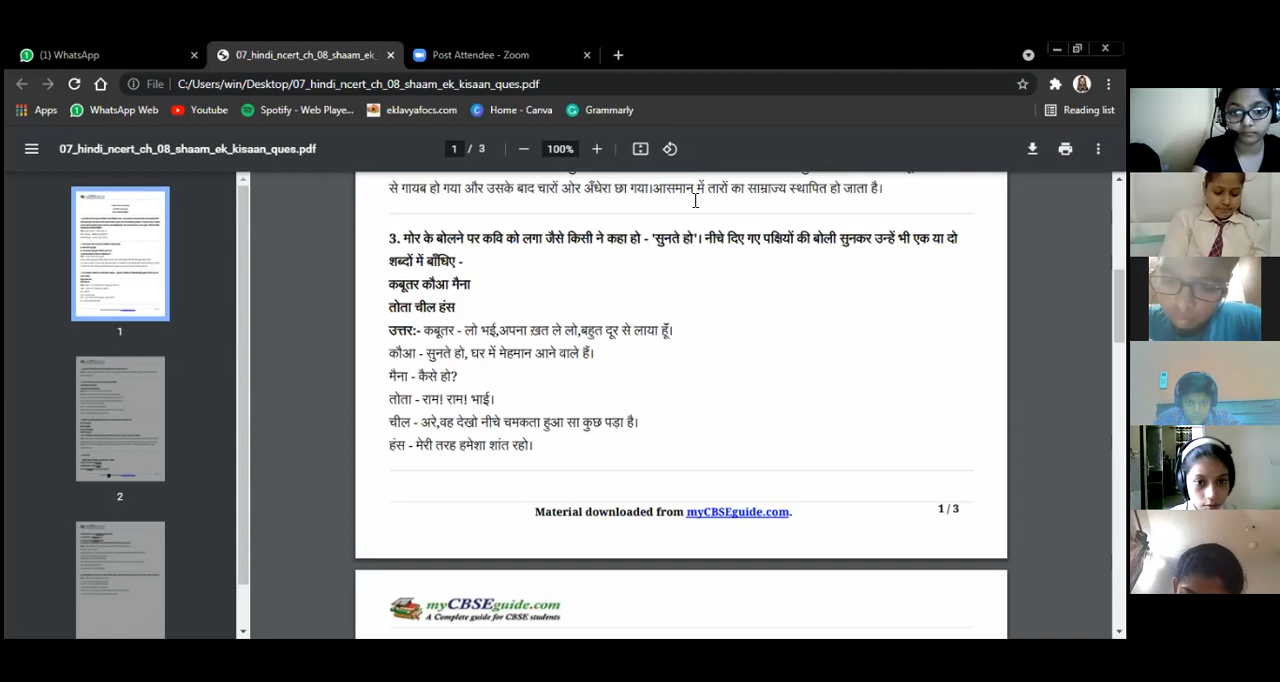 (1) WhatsApp
07_hindi_ncert_ch_08_shaam_ek_
Post Attendee - Zoom
File
C:/Users/win/Desktop/07_hindi_ncert_ch_08_shaam_ek_kisaan_ques.pdf
Apps
WhatsApp Web
Youtube
Spotify - Web Playe...
eklavyafocs.com
Home - Canva
Grammarly
Reading list
07_hindi_ncert_ch_08_shaam_ek_kisaan_ques.pdf
1 / 3
100%
से गायब हो गया और उसके बाद चारों ओर अँधेरा छा गया।आसमान में तारों का साम्राज्य स्थापित हो जाता है।
3. मोर के बोलने पर कवि को लगा जैसे किसी ने कहा हो - 'सुनते हो'। नीचे दिए गए पक्षियों की बोली सुनकर उन्हें भी एक या दो
शब्दों में बाँधिए -
कबूतर कौआ मैना
तोता चील हंस
उत्तर:- कबूतर - लो भई,अपना ख़त ले लो,बहुत दूर से लाया हूँ।
कौआ - सुनते हो, घर में मेहमान आने वाले हैं।
मैना - कैसे हो?
तोता - राम! राम! भाई।
चील - अरे,वह देखो नीचे चमकता हुआ सा कुछ पड़ा है।
हंस - मेरी तरह हमेशा शांत रहो।
Material downloaded from myCBSEguide.com.
1 / 3
myCBSEguide.com
A Complete guide for CBSE students
1
2